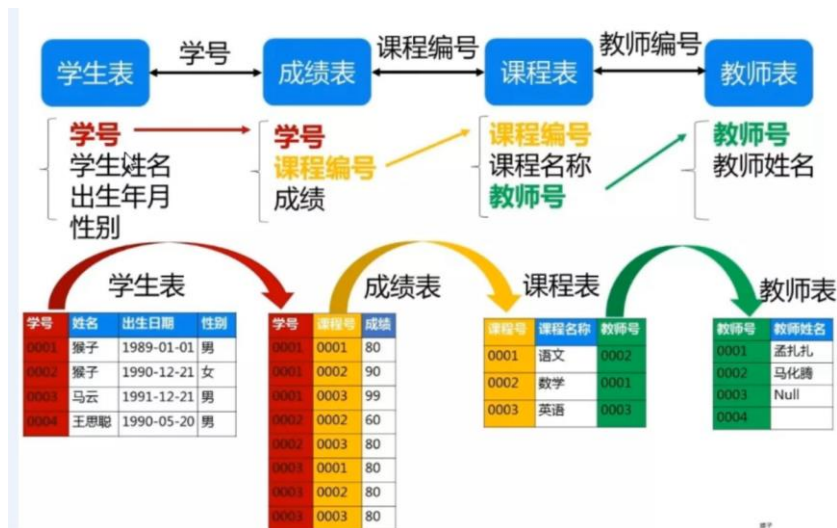 学生表 学号 成绩表 课程编号 课程表 教师编号 教师表
学号
学生姓名
出生年月
性别
学号
课程编号
成绩
课程编号
课程名称
教师号
教师号
教师姓名
学生表
学号 姓名 出生日期 性别
0001 猴子 1989-01-01 男
0002 猴子 1990-12-21 女
0003 马云 1991-12-21 男
0004 王思聪 1990-05-20 男
成绩表
学号 课程号 成绩
0001 0001 80
0001 0002 90
0001 0003 99
0002 0002 60
0002 0003 80
0003 0001 80
0003 0002 80
0003 0003 80
课程表
课程号 课程名称 教师号
0001 语文 0002
0002 数学 0001
0003 英语 0003
教师表
教师号 教师姓名
0001 孟扎扎
0002 马化腾
0003 Null
0004